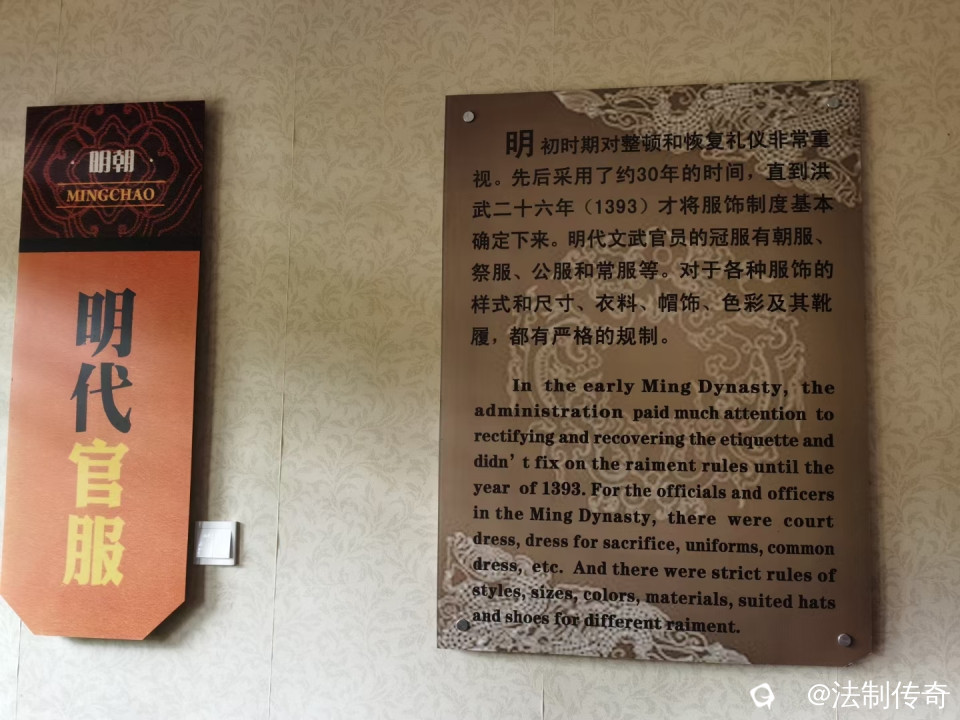 明朝
MINGCHAO
明代官服
明初时期对整顿和恢复礼仪非常重
视。先后采用了约30年的时间，直到洪
武二十六年（1393）才将服饰制度基本
确定下来。明代文武官员的冠服有朝服、
祭服、公服和常服等。对于各种服饰的
样式和尺寸、衣料、帽饰、色彩及其靴
履，都有严格的规制。
In the early Ming Dynasty, the
administration paid much attention to
rectifying and recovering the etiquette and
didn't fix on the raiment rules until the
year of 1393. For the officials and officers
in the Ming Dynasty, there were court
dress, dress for sacrifice, uniforms, common
dress, etc. And there were strict rules of
styles, sizes, colors, materials, suited hats
and shoes for different raiment.
@法制传奇